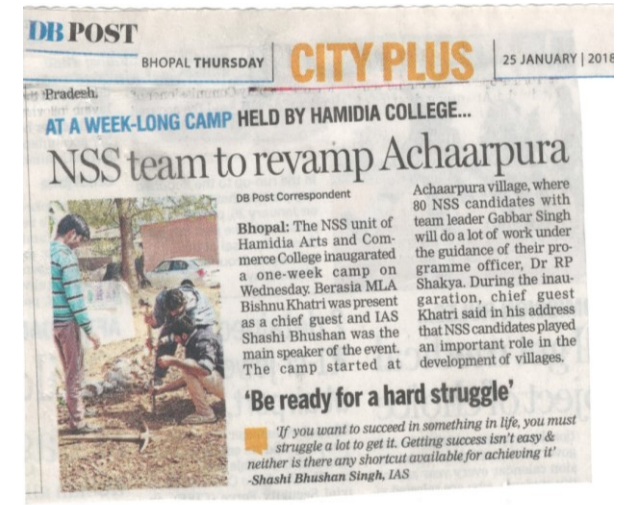 DB POST
BHOPAL THURSDAY
CITY PLUS
25 JANUARY | 2018
Pradesh.
AT A WEEK-LONG CAMP HELD BY HAMIDIA COLLEGE...
NSS team to revamp Achaarpura
DB Post Correspondent
Bhopal: The NSS unit of
Hamidia Arts and Com-
merce College inaugarated
a one-week camp on
Wednesday. Berasia MLA
Bishnu Khatri was present
as a chief guest and IAS
Shashi Bhushan was the
main speaker of the event.
The camp started at
Achaarpura village, where
80 NSS candidates with
team leader Gabbar Singh
will do a lot of work under
the guidance of their pro-
gramme officer, Dr RP
Shakya. During the inau-
garation, chief guest
Khatri said in his address
that NSS candidates played
an important role in the
development of villages.
'Be ready for a hard struggle'
'If you want to succeed in something in life, you must
struggle a lot to get it. Getting success isn't easy &
neither is there any shortcut available for achieving it'
-Shashi Bhushan Singh, IAS